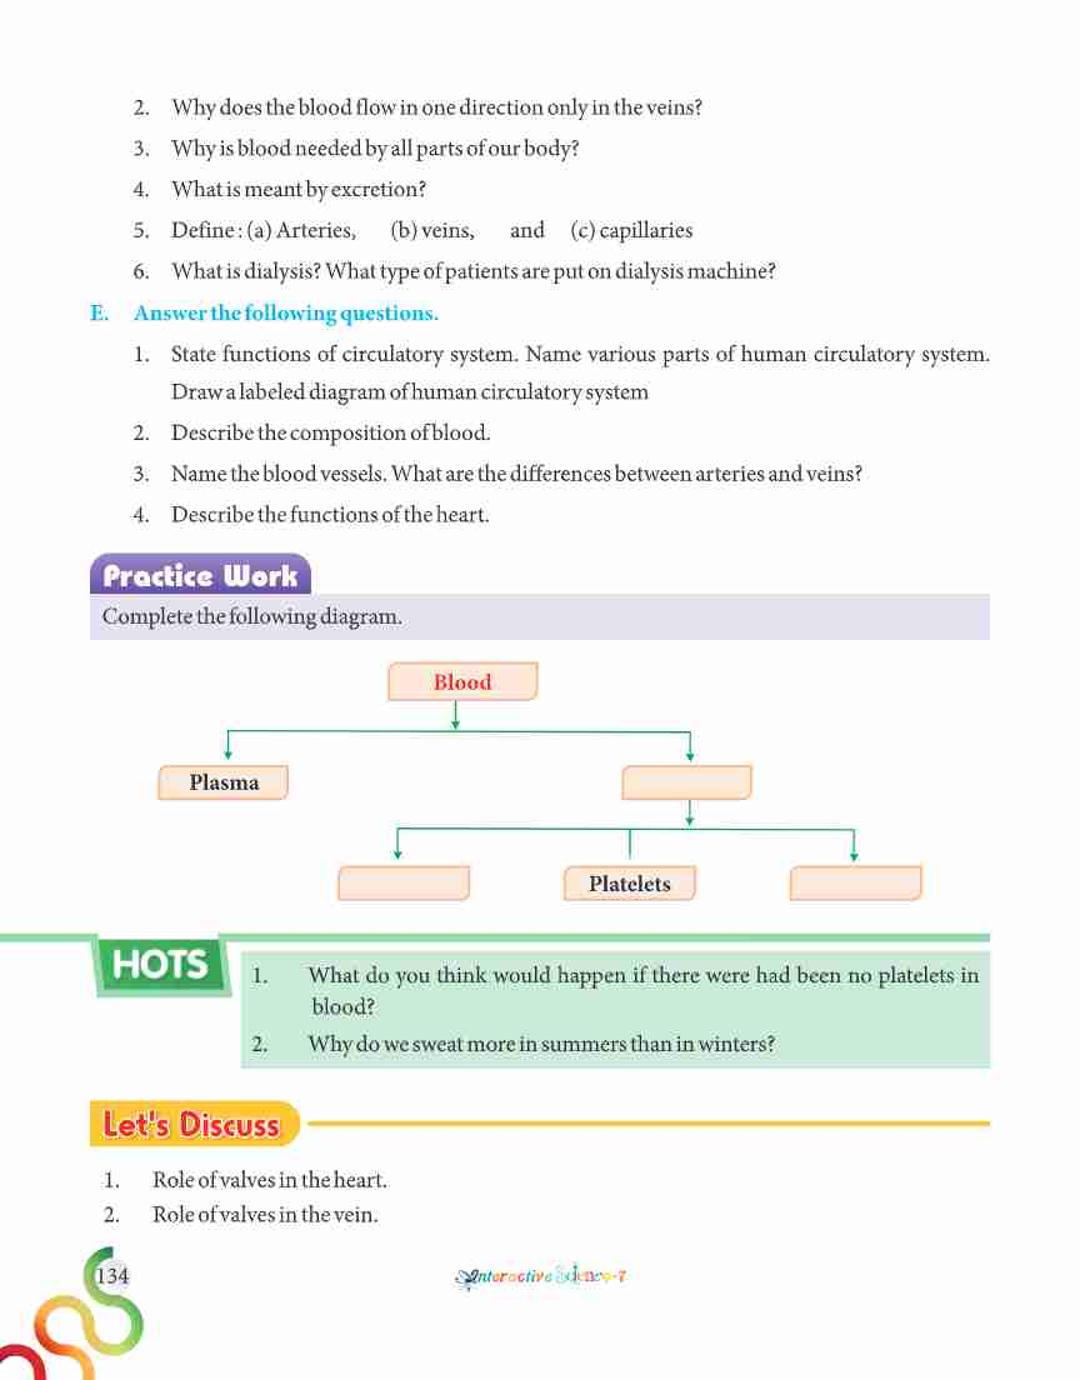 2. Why does the blood flow in one direction only in the veins?
3. Why is blood needed by all parts of our body?
4. What is meant by excretion?
5. Define : (a) Arteries, (b) veins, and (c) capillaries
6. What is dialysis? What type of patients are put on dialysis machine?
E. Answer the following questions.
1. State functions of circulatory system. Name various parts of human circulatory system.
Draw a labeled diagram of human circulatory system
2. Describe the composition of blood.
3. Name the blood vessels. What are the differences between arteries and veins?
4. Describe the functions of the heart.
Practice Work
Complete the following diagram.
Blood
Plasma
Platelets
HOTS
1. What do you think would happen if there were had been no platelets in
blood?
2. Why do we sweat more in summers than in winters?
Let's Discuss
1. Role of valves in the heart.
2. Role of valves in the vein.
134
Interactive Science-7